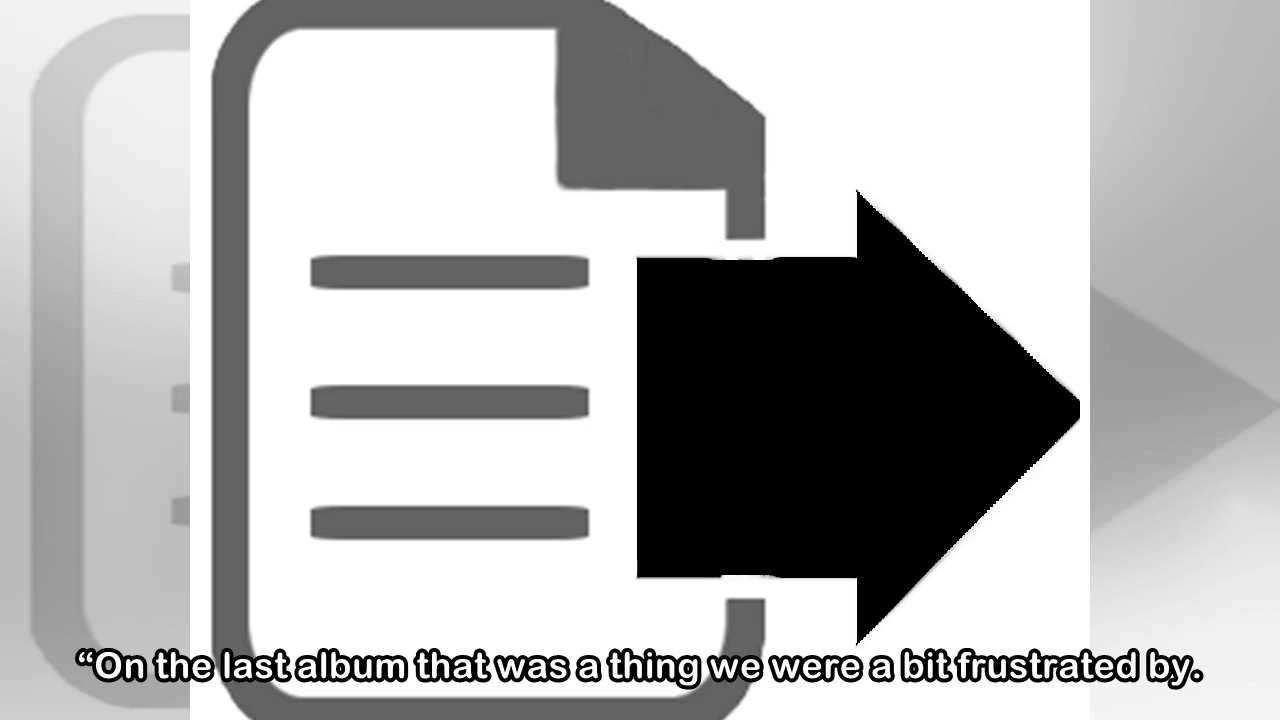 “On the last album that was a thing we were a bit frustrated by.